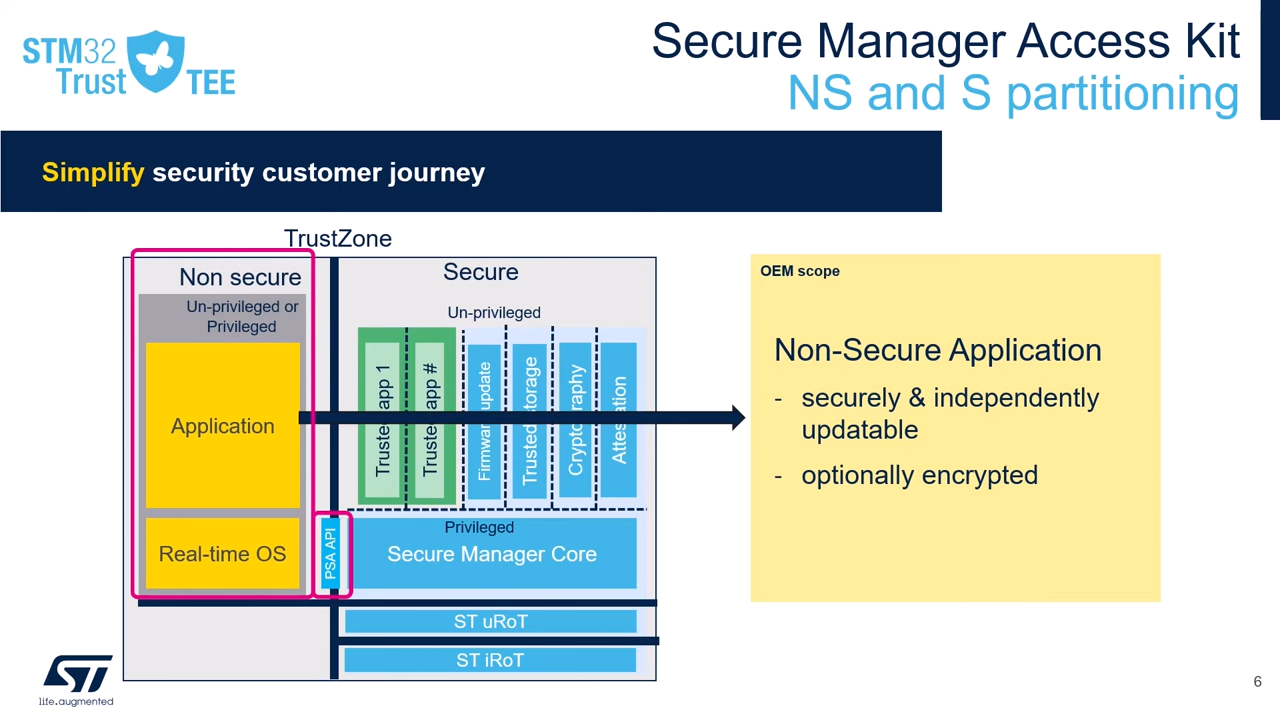 STM32
Trust
TEE
Secure Manager Access Kit
NS and S partitioning
Simplify security customer journey
TrustZone
Non secure
Un-privileged or
Privileged
Application
Real-time OS
PSA API
Secure
Un-privileged
Trusted app 1
Trusted app #
Firmware update
Trusted storage
Cryptography
Attestation
Privileged
Secure Manager Core
ST uRoT
ST iRoT
OEM scope
Non-Secure Application
- securely & independently
updatable
- optionally encrypted
ST
life.augmented
6